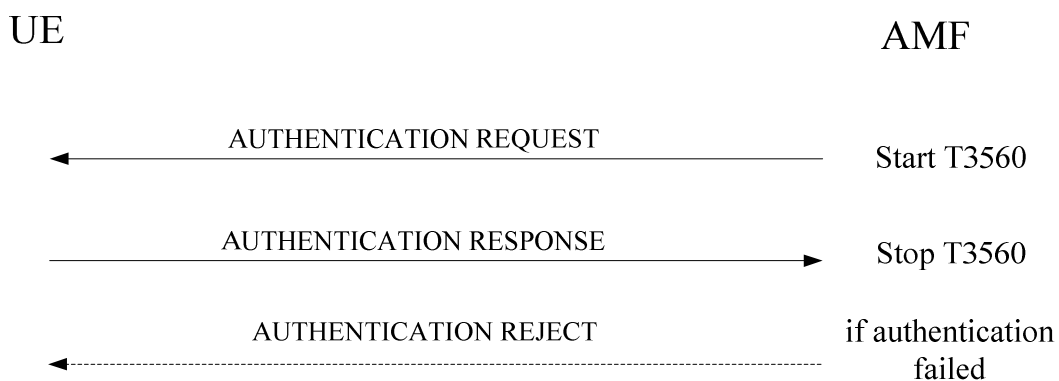 UE
AMF
AUTHENTICATION REQUEST
Start T3560
AUTHENTICATION RESPONSE
Stop T3560
AUTHENTICATION REJECT
if authentication
failed